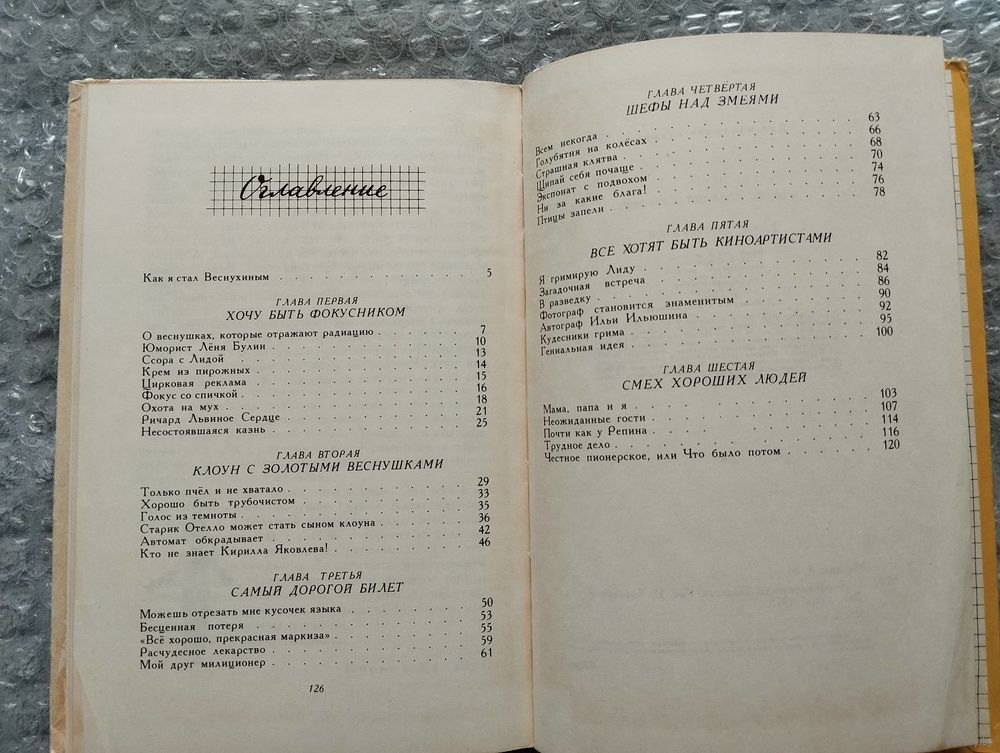 Оглавление
Как я стал Веснухиным . . . . . . . . . . 5
ГЛАВА ПЕРВАЯ
ХОЧУ БЫТЬ ФОКУСНИКОМ
О веснушках, которые отражают радиацию . . . . 7
Юморист Лёня Булин . . . . . . . . . . 10
Ссора с Лидой . . . . . . . . . . 13
Крем из пирожных . . . . . . . . . . 14
Цирковая реклама . . . . . . . . . . 15
Фокус со спичкой . . . . . . . . . . 16
Охота на мух . . . . . . . . . . 18
Ричард Львиное Сердце . . . . . . . . . . 21
Несостоявшаяся казнь . . . . . . . . . . 25
ГЛАВА ВТОРАЯ
КЛОУН С ЗОЛОТЫМИ ВЕСНУШКАМИ
Только пчёл и не хватало . . . . . . . . . . 29
Хорошо быть трубочистом . . . . . . . . . . 33
Голос из темноты . . . . . . . . . . 35
Старик Отелло может стать сыном клоуна . . . . 36
Автомат обкрадывает . . . . . . . . . . 42
Кто не знает Кирилла Яковлева! . . . . . . . 46
ГЛАВА ТРЕТЬЯ
САМЫЙ ДОРОГОЙ БИЛЕТ
Можешь отрезать мне кусочек языка . . . . . . 50
Бесценная потеря . . . . . . . . . . 53
«Всё хорошо, прекрасная маркиза» . . . . . . . 55
Расчудесное лекарство . . . . . . . . . . 59
Мой друг милиционер . . . . . . . . . . 61
126
ГЛАВА ЧЕТВЁРТАЯ
ШЕФЫ НАД ЗМЕЯМИ
Всем некогда . . . . . . . . . . 63
Голубятня на колёсах . . . . . . . . . . 66
Страшная клятва . . . . . . . . . . 68
Щипай себя почаще . . . . . . . . . . 70
Экспонат с подвохом . . . . . . . . . . 74
Ни за какие блага! . . . . . . . . . . 76
Птицы запели . . . . . . . . . . 78
ГЛАВА ПЯТАЯ
ВСЕ ХОТЯТ БЫТЬ КИНОАРТИСТАМИ
Я гримирую Лиду . . . . . . . . . . 82
Загадочная встреча . . . . . . . . . . 84
В разведку . . . . . . . . . . 86
Фотограф становится знаменитым . . . . . . . 90
Автограф Ильи Ильюшина . . . . . . . . . . 92
Кудесники грима . . . . . . . . . . 95
Гениальная идея . . . . . . . . . . 100
ГЛАВА ШЕСТАЯ
СМЕХ ХОРОШИХ ЛЮДЕЙ
Мама, папа и я . . . . . . . . . . 103
Неожиданные гости . . . . . . . . . . 107
Почти как у Репина . . . . . . . . . . 114
Трудное дело . . . . . . . . . . 116
Честное пионерское, или Что было потом . . . . 120